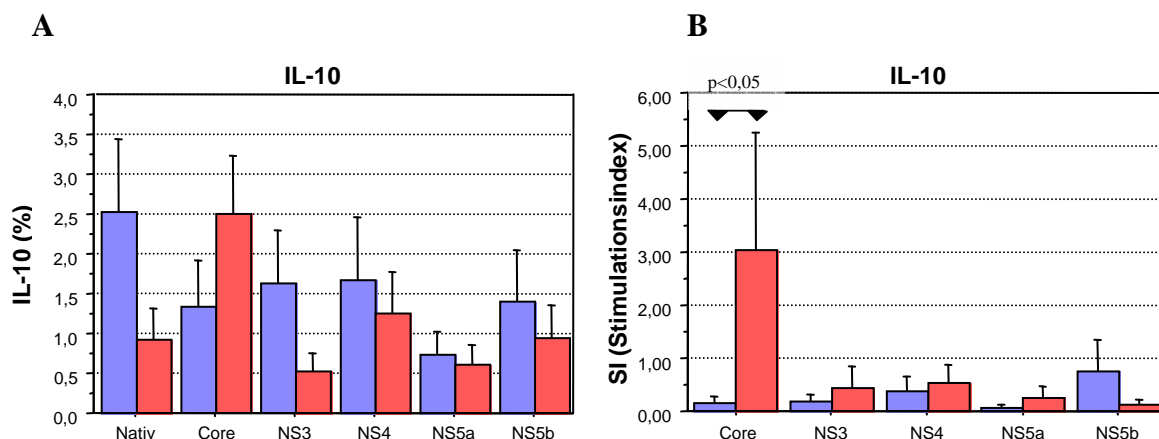 A
IL-10
IL-10 (%)
4,0
3,5
3,0
2,5
2,0
1,5
1,0
0,5
0,0
Nativ Core NS3 NS4 NS5a NS5b
B
IL-10
p<0,05
SI (Stimulationsindex)
6,00
5,00
4,00
3,00
2,00
1,00
0,00
Core NS3 NS4 NS5a NS5b